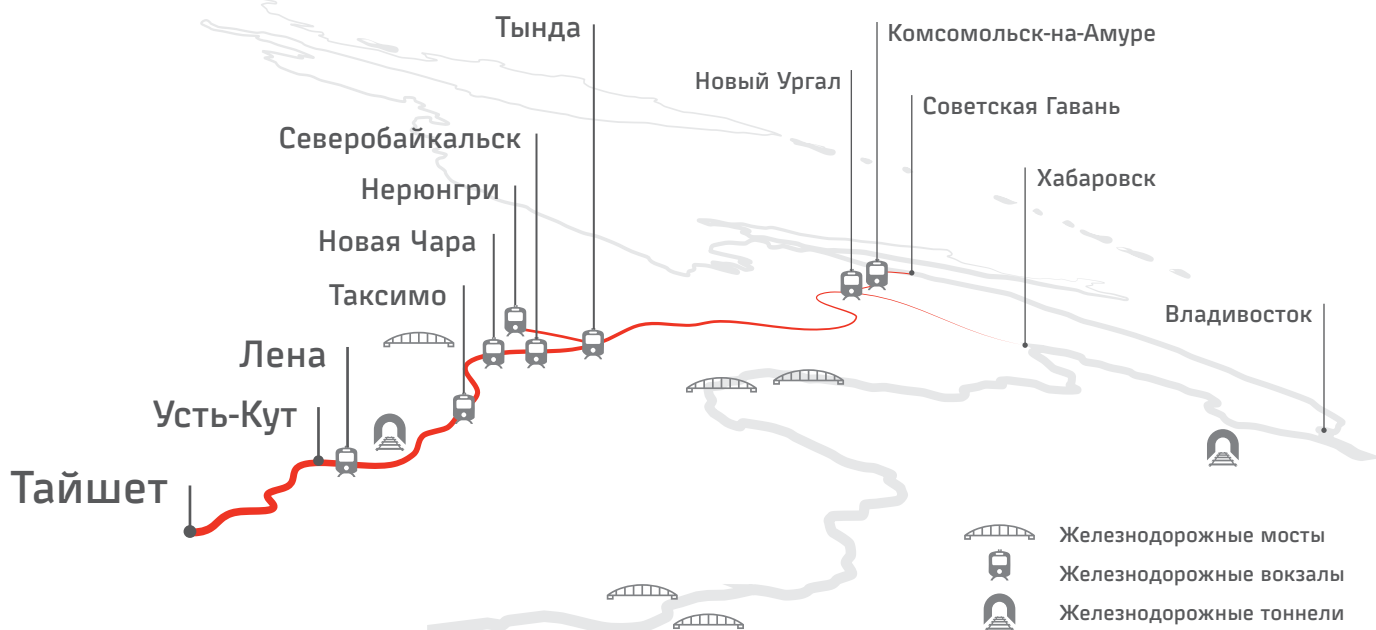 Тында
Комсомольск-на-Амуре
Новый Ургал
Советская Гавань
Северобайкальск
Хабаровск
Нерюнгри
Новая Чара
Таксимо
Владивосток
Лена
Усть-Кут
Тайшет
Железнодорожные мосты
Железнодорожные вокзалы
Железнодорожные тоннели